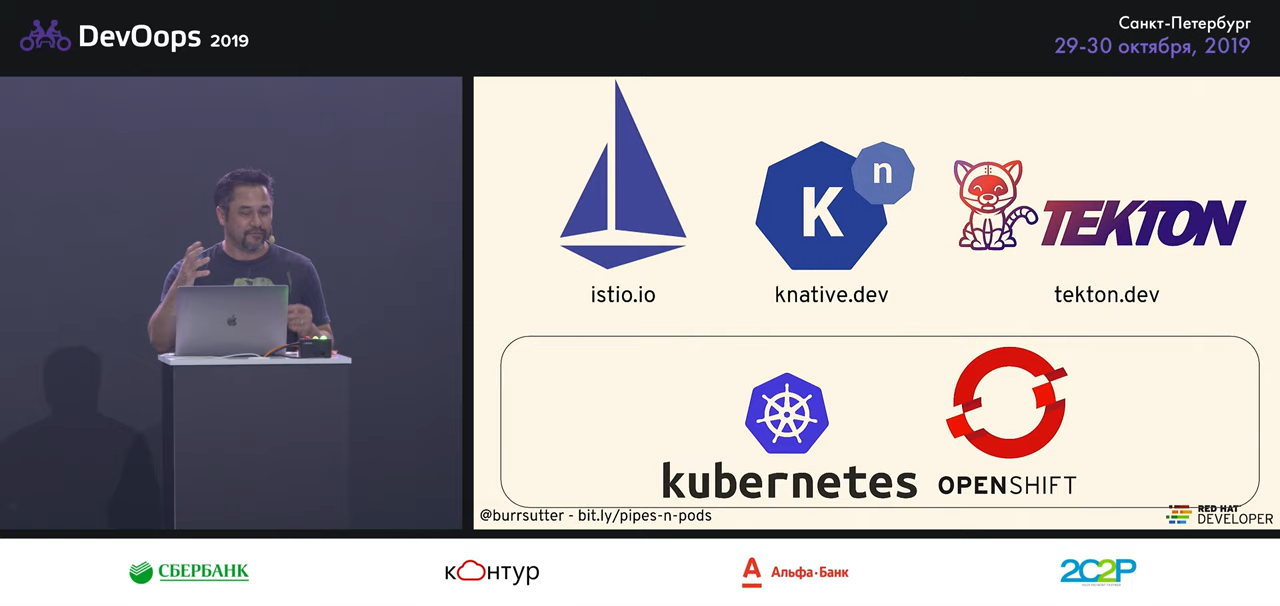 DevOops 2019
Санкт-Петербург
29-30 октября, 2019
K
n
TEKTON
istio.io
knative.dev
tekton.dev
kubernetes
OPENSHIFT
@burrsutter - bit.ly/pipes-n-pods
RED HAT
DEVELOPER
СБЕРБАНК
кОнтур
Альфа·Банк
2C2P